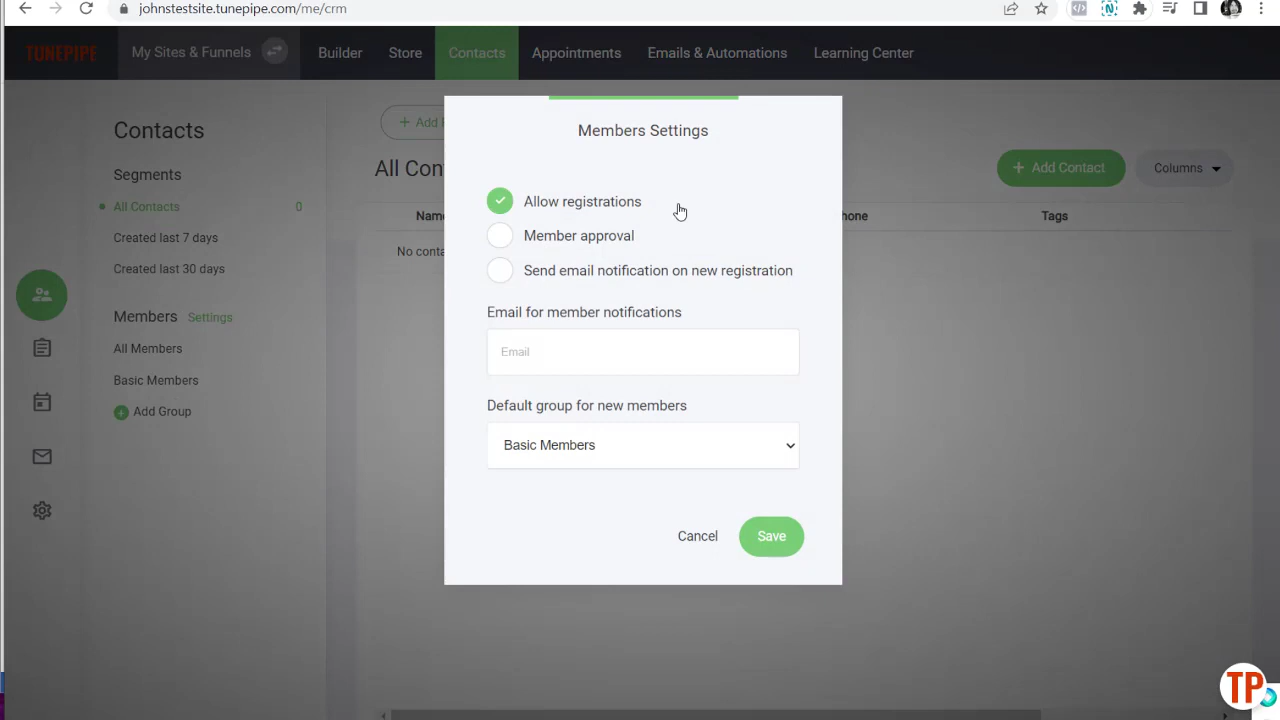 johnstestsite.tunepipe.com/me/crm
TUNEPIPE
My Sites & Funnels
Builder
Store
Contacts
Appointments
Emails & Automations
Learning Center
Contacts
Segments
All Contacts 0
Created last 7 days
Created last 30 days
Members Settings
All Members
Basic Members
Add Group
+ Add
All Con
+ Add Contact
Columns
Name
hone
Tags
No conta
Members Settings
Allow registrations
Member approval
Send email notification on new registration
Email for member notifications
Email
Default group for new members
Basic Members
Cancel
Save
TP